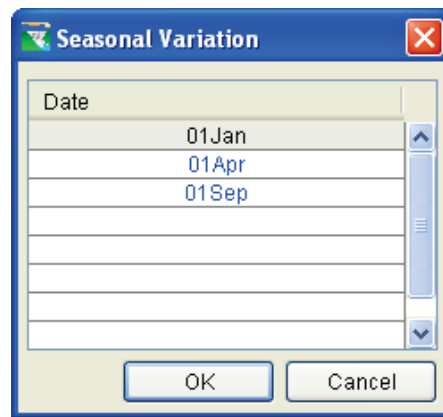 Seasonal Variation
Date
01Jan
01Apr
01Sep
OK Cancel